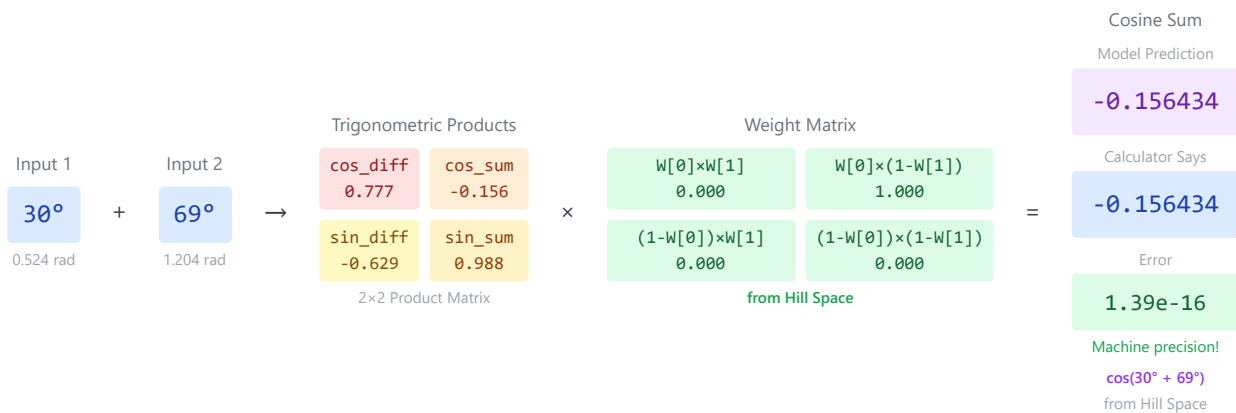 Input 1
30°
0.524 rad
+
Input 2
69°
1.204 rad
→
Trigonometric Products
cos_diff
0.777
cos_sum
-0.156
sin_diff
-0.629
sin_sum
0.988
2×2 Product Matrix
×
Weight Matrix
W[0]×W[1]
0.000
W[0]×(1-W[1])
1.000
(1-W[0])×W[1]
0.000
(1-W[0])×(1-W[1])
0.000
from Hill Space
=
Cosine Sum
Model Prediction
-0.156434
Calculator Says
-0.156434
Error
1.39e-16
Machine precision!
cos(30° + 69°)
from Hill Space